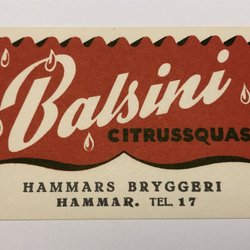 Balsini
CITRUSSQUAS
HAMMARS BRYGGERI
HAMMAR. TEL. 17